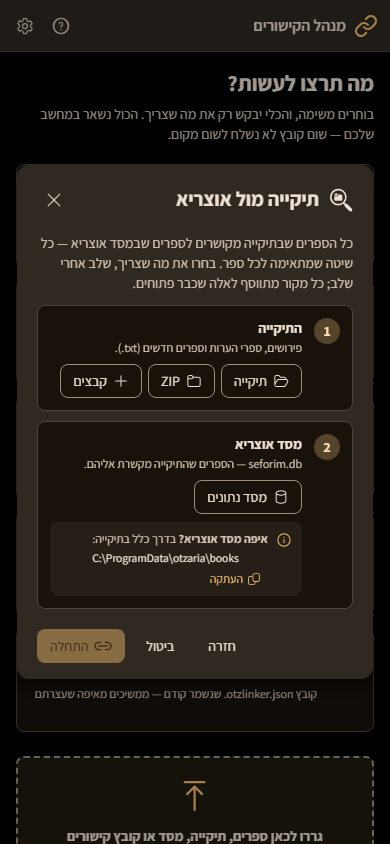 מנהל הקישורים
מה תרצו לעשות?
בוחרים משימה, והכלי יבקש רק את מה שצריך. הכול נשאר במחשב
שלכם — שום קובץ לא נשלח לשום מקום.
תיקייה מול אוצריא
כל הספרים שבתיקייה מקושרים לספרים שבמסד אוצריא — כל
שיטה שמתאימה לכל ספר. בחרו את מה שצריך, שלב אחרי
שלב; כל מקור מתווסף לאלה שכבר פתוחים.
1
התיקייה
פירושים, ספרי הערות וספרים חדשים (txt.).
תיקייה
ZIP
קבצים
2
מסד אוצריא
seforim.db — הספרים שהתיקייה מקשרת אליהם.
מסד נתונים
איפה מסד אוצריא? בדרך כלל בתיקייה:
C:\ProgramData\otzaria\books
העתקה
חזרה
ביטול
התחלה
קובץ otzlinker.json. שנשמר קודם — ממשיכים מאיפה שעצרתם
גררו לכאן ספרים, תיקייה, מסד או קובץ קישורים